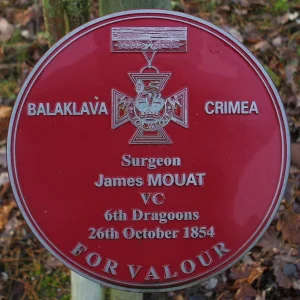 BALAKLAVA CRIMEA
Surgeon
James MOUAT
VC
6th Dragoons
26th October 1854
FOR VALOUR